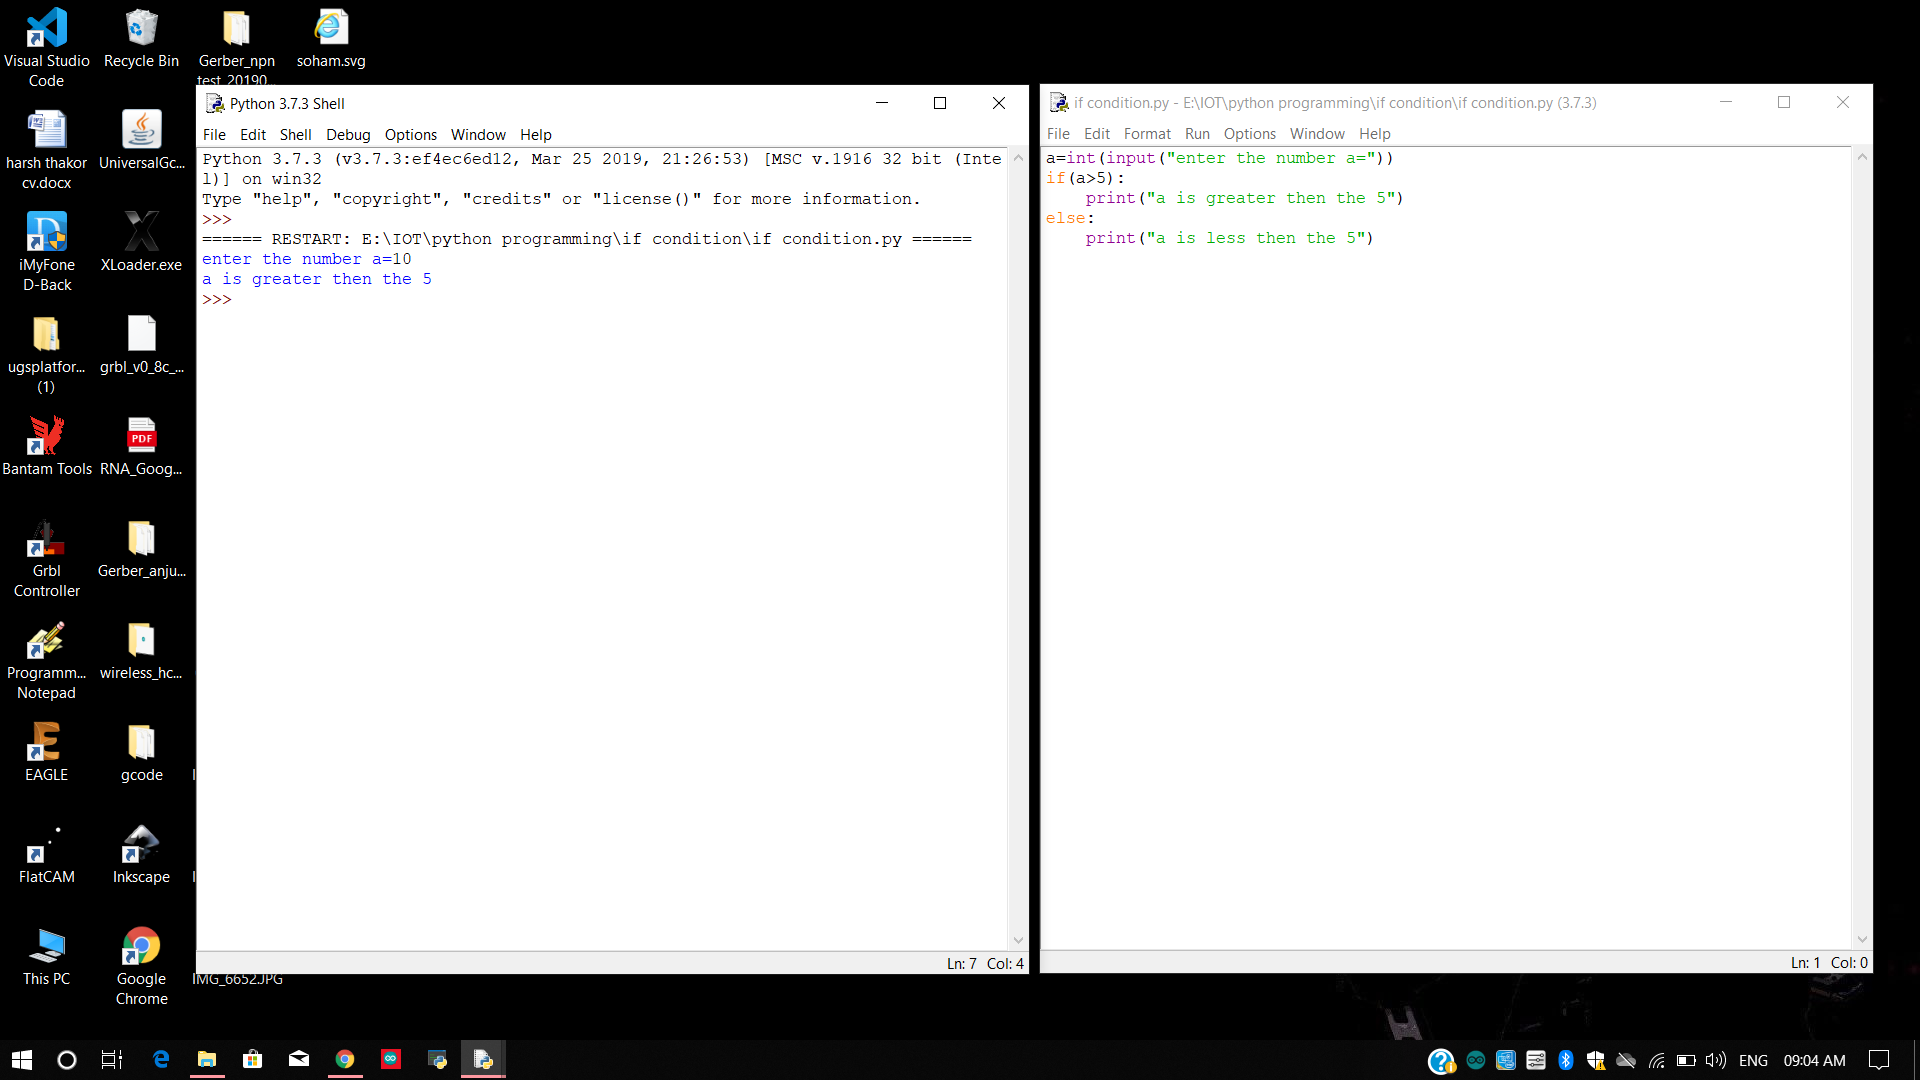 Visual Studio
Code
Recycle Bin
Gerber_npn
test_20190...
soham.svg
harsh thakor
cv.docx
UniversalGc...
iMyFone
D-Back
XLoader.exe
ugsplatfor...
(1)
grbl_v0_8c_...
Bantam Tools
PDF
RNA_Goog...
Grbl
Controller
Gerber_anju...
Programm...
Notepad
wireless_hc...
EAGLE
gcode
FlatCAM
Inkscape
This PC
Google
Chrome
IMG_6652.JPG
Python 3.7.3 Shell
File Edit Shell Debug Options Window Help
Python 3.7.3 (v3.7.3:ef4ec6ed12, Mar 25 2019, 21:26:53) [MSC v.1916 32 bit (Inte
l)] on win32
Type "help", "copyright", "credits" or "license()" for more information.
>>>
====== RESTART: E:\IOT\python programming\if condition\if condition.py ======
enter the number a=10
a is greater then the 5
>>>
Ln: 7 Col: 4
if condition.py - E:\IOT\python programming\if condition\if condition.py (3.7.3)
File Edit Format Run Options Window Help
a=int(input("enter the number a="))
if(a>5):
    print("a is greater then the 5")
else:
    print("a is less then the 5")
Ln: 1 Col: 0
ENG
09:04 AM